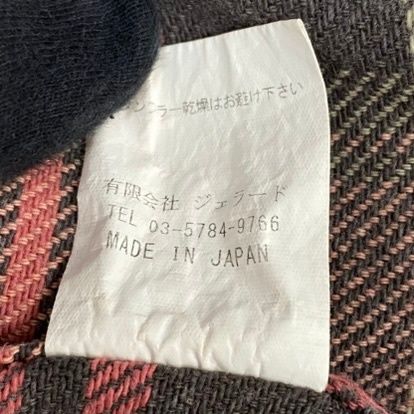 ンブラー乾燥はお避け下さい
有限会社 ジェラード
TEL 03-5784-9766
MADE IN JAPAN